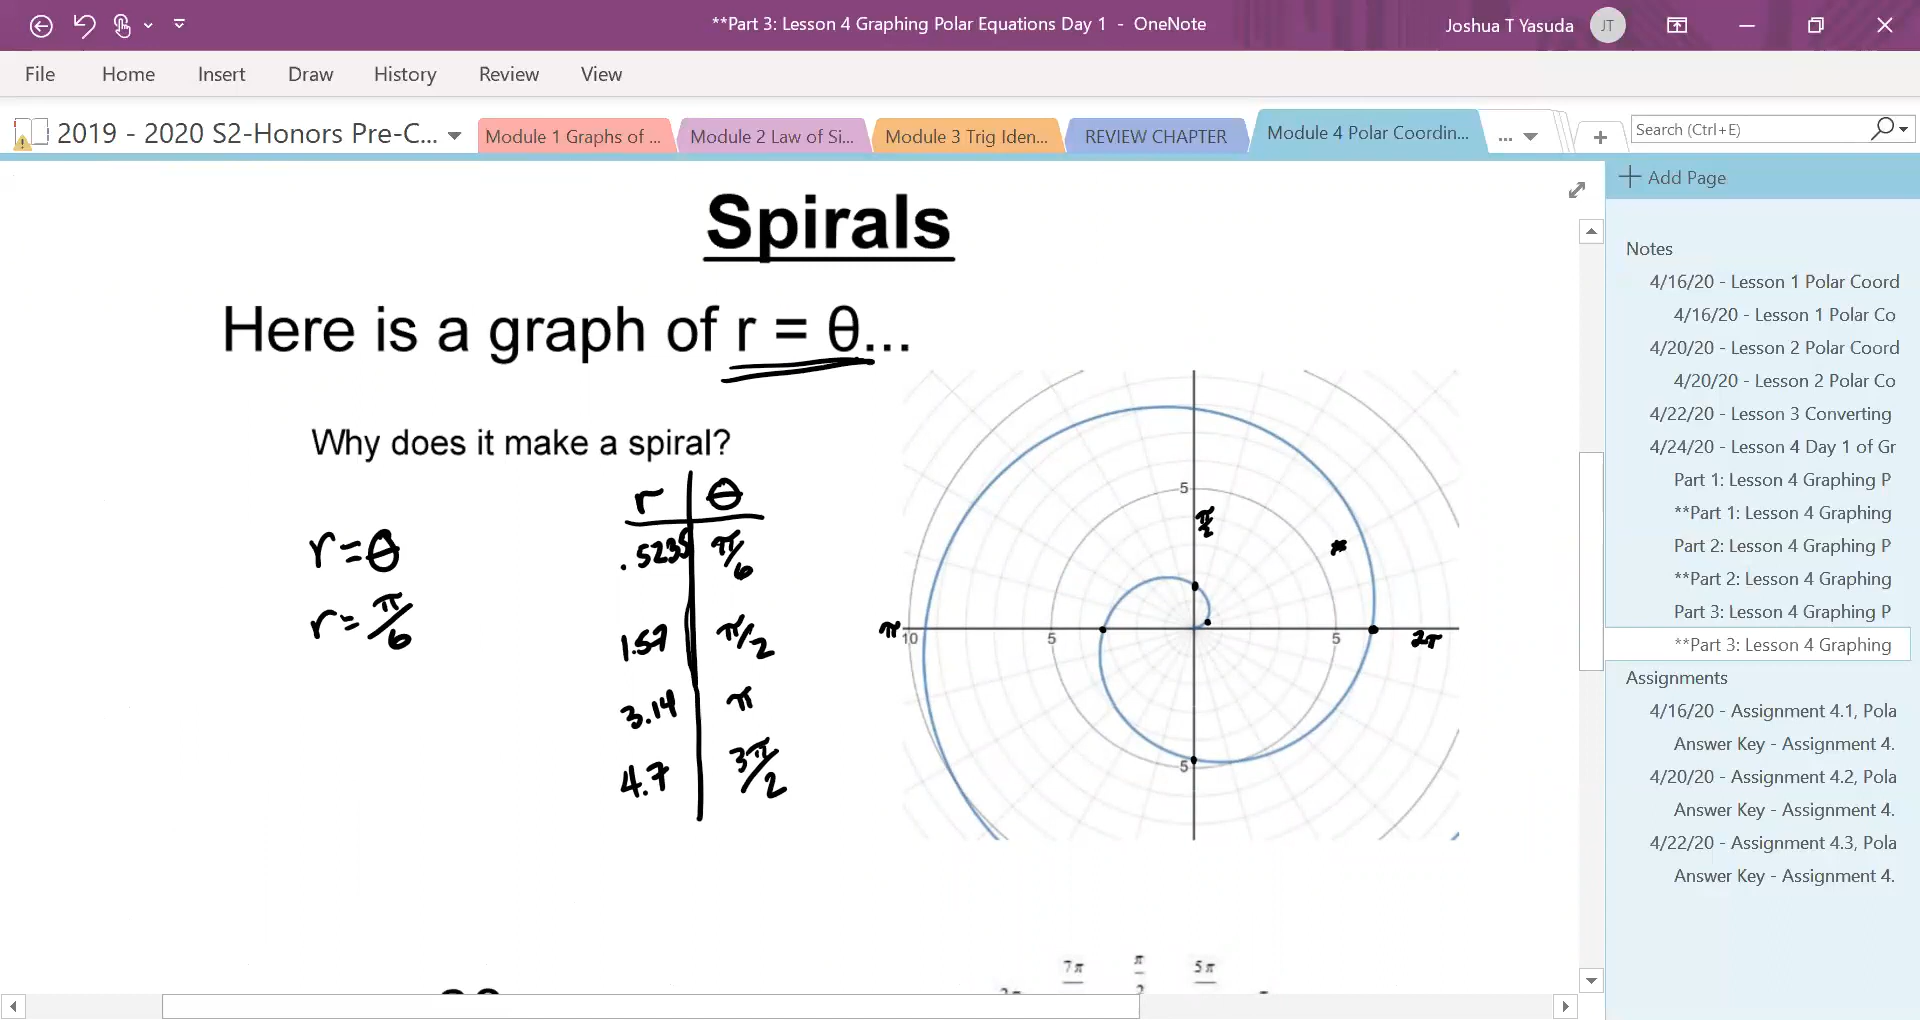 **Part 3: Lesson 4 Graphing Polar Equations Day 1 - OneNote
Joshua T Yasuda JT
File Home Insert Draw History Review View
2019 - 2020 S2-Honors Pre-C...
Module 1 Graphs of ...
Module 2 Law of Si...
Module 3 Trig Iden...
REVIEW CHAPTER
Module 4 Polar Coordin...
...
Search (Ctrl+E)
Add Page
Spirals
Here is a graph of r = θ...
Why does it make a spiral?
r = θ
r = π/6
r θ
.5235 π/6
1.57 π/2
3.14 π
4.7 3π/2
5
π/2
π 10 5 5 2π
5
7π π/2 5π
Notes
4/16/20 - Lesson 1 Polar Coord
4/16/20 - Lesson 1 Polar Co
4/20/20 - Lesson 2 Polar Coord
4/20/20 - Lesson 2 Polar Co
4/22/20 - Lesson 3 Converting
4/24/20 - Lesson 4 Day 1 of Gr
Part 1: Lesson 4 Graphing P
**Part 1: Lesson 4 Graphing
Part 2: Lesson 4 Graphing P
**Part 2: Lesson 4 Graphing
Part 3: Lesson 4 Graphing P
**Part 3: Lesson 4 Graphing
Assignments
4/16/20 - Assignment 4.1, Pola
Answer Key - Assignment 4.
4/20/20 - Assignment 4.2, Pola
Answer Key - Assignment 4.
4/22/20 - Assignment 4.3, Pola
Answer Key - Assignment 4.